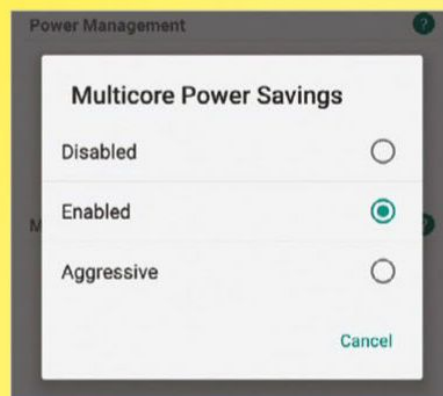 Power Management
?
Multicore Power Savings
Disabled
Enabled
M
?
Aggressive
Cancel